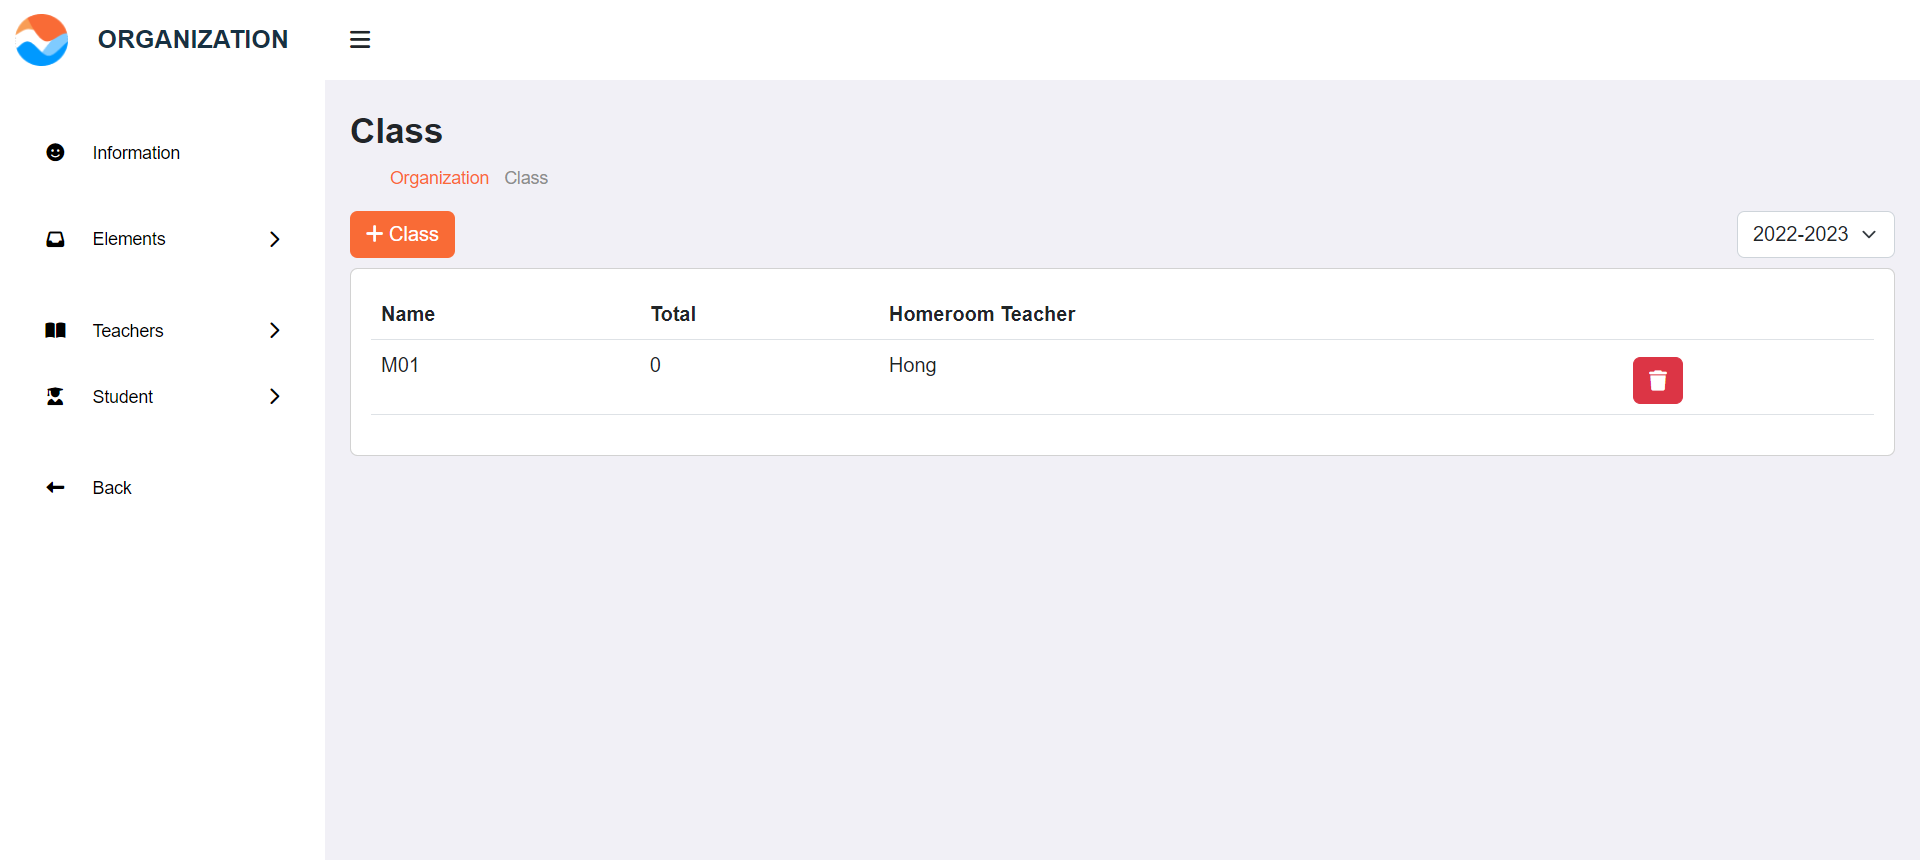 ORGANIZATION
Information
Elements
Teachers
Student
Back
Class
Organization Class
Class
2022-2023
Name Total Homeroom Teacher
M01 0 Hong